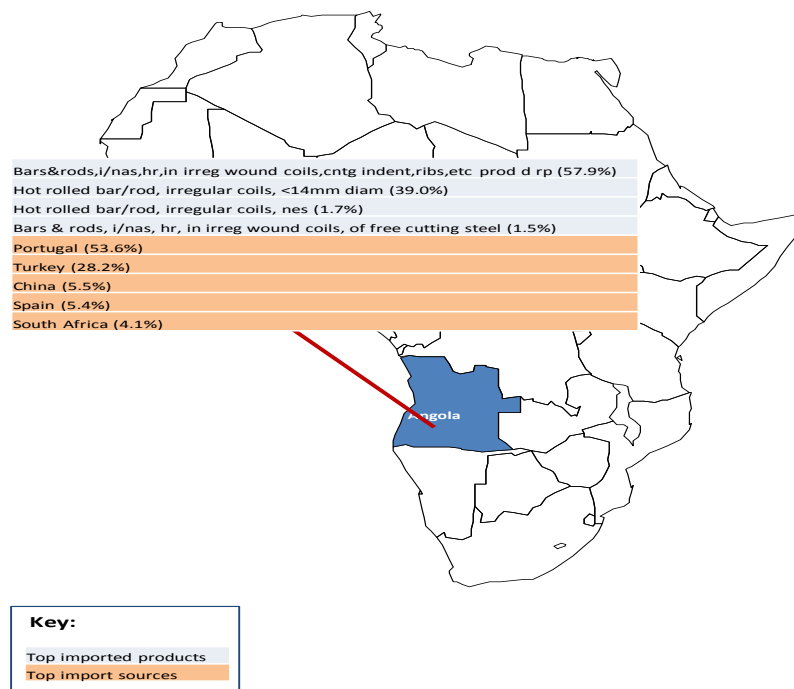 Bars&rods,i/nas,hr,in irreg wound coils,cntg indent,ribs,etc prod d rp (57.9%)
Hot rolled bar/rod, irregular coils, <14mm diam (39.0%)
Hot rolled bar/rod, irregular coils, nes (1.7%)
Bars & rods, i/nas, hr, in irreg wound coils, of free cutting steel (1.5%)
Portugal (53.6%)
Turkey (28.2%)
China (5.5%)
Spain (5.4%)
South Africa (4.1%)
Angola
Key:
Top imported products
Top import sources